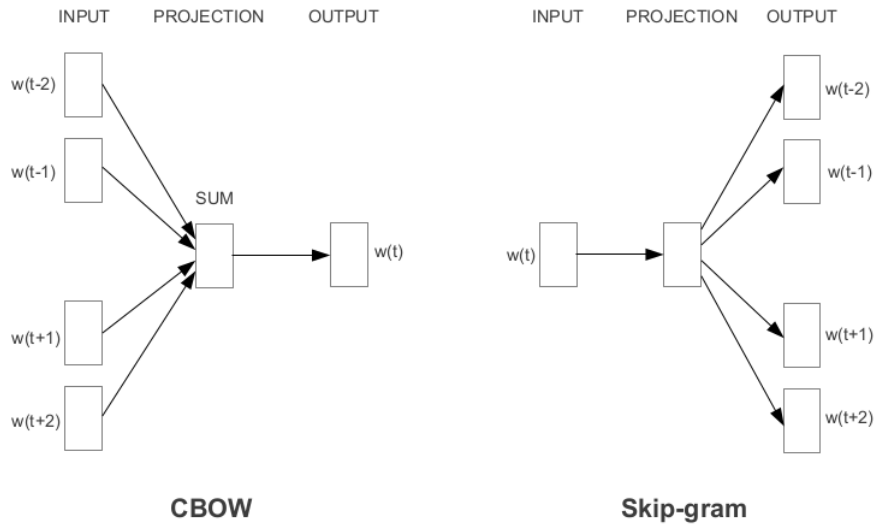 INPUT PROJECTION OUTPUT
w(t-2)
w(t-1)
SUM
w(t)
w(t+1)
w(t+2)
CBOW
INPUT PROJECTION OUTPUT
w(t-2)
w(t-1)
w(t)
w(t+1)
w(t+2)
Skip-gram